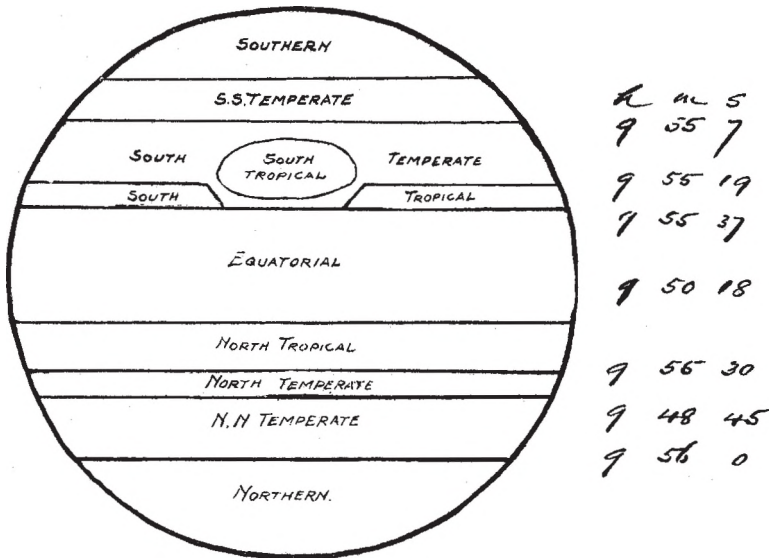 SOUTHERN
S.S. TEMPERATE
h m s
9 55 7
SOUTH
SOUTH TROPICAL
TEMPERATE
9 55 19
SOUTH
TROPICAL
9 55 37
EQUATORIAL
9 50 18
NORTH TROPICAL
NORTH TEMPERATE
9 55 30
N.N TEMPERATE
9 48 45
9 56 0
NORTHERN.